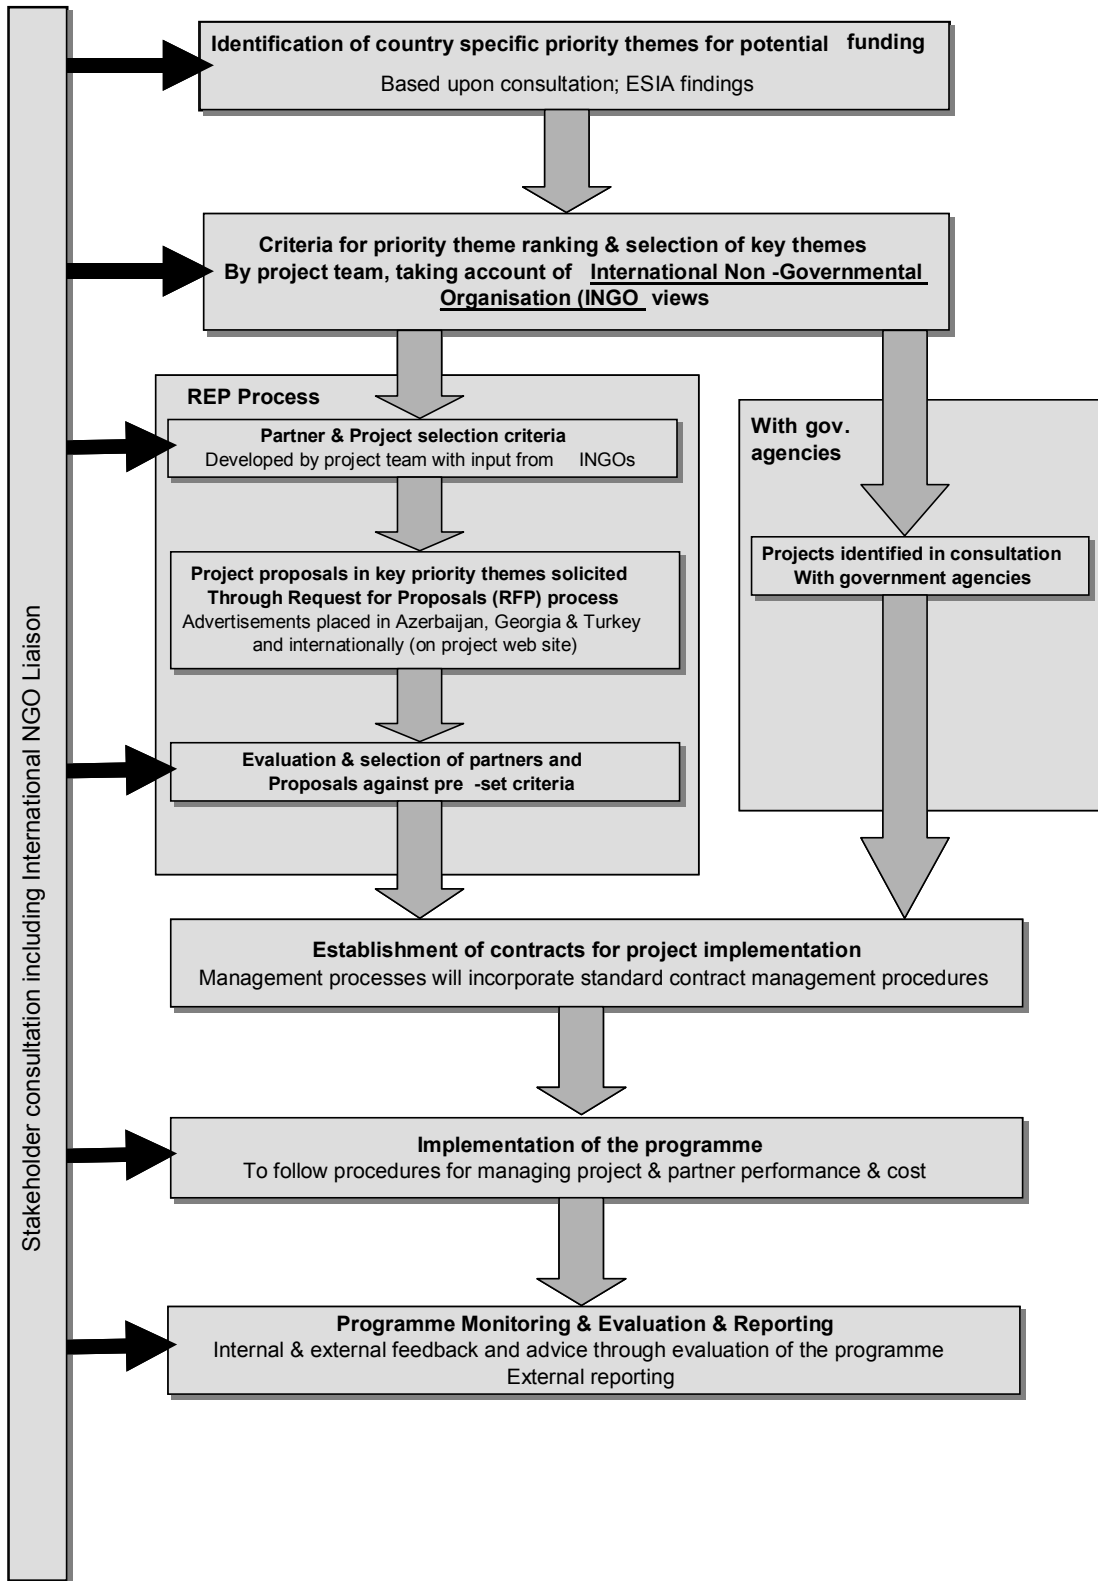 Stakeholder consultation including International NGO Liaison
Identification of country specific priority themes for potential funding
Based upon consultation; ESIA findings
Criteria for priority theme ranking & selection of key themes
By project team, taking account of International Non -Governmental
Organisation (INGO views
REP Process
Partner & Project selection criteria
Developed by project team with input from INGOs
Project proposals in key priority themes solicited
Through Request for Proposals (RFP) process
Advertisements placed in Azerbaijan, Georgia & Turkey
and internationally (on project web site)
Evaluation & selection of partners and
Proposals against pre -set criteria
With gov.
agencies
Projects identified in consultation
With government agencies
Establishment of contracts for project implementation
Management processes will incorporate standard contract management procedures
Implementation of the programme
To follow procedures for managing project & partner performance & cost
Programme Monitoring & Evaluation & Reporting
Internal & external feedback and advice through evaluation of the programme
External reporting